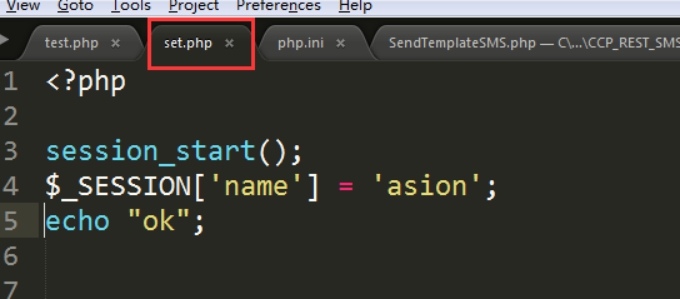 View Goto Tools Project Preferences Help
test.php × set.php × php.ini × SendTemplateSMS.php — C\...\CCP_REST_SMS
1 <?php
2
3 session_start();
4 $_SESSION['name'] = 'asion';
5 echo "ok";
6
7